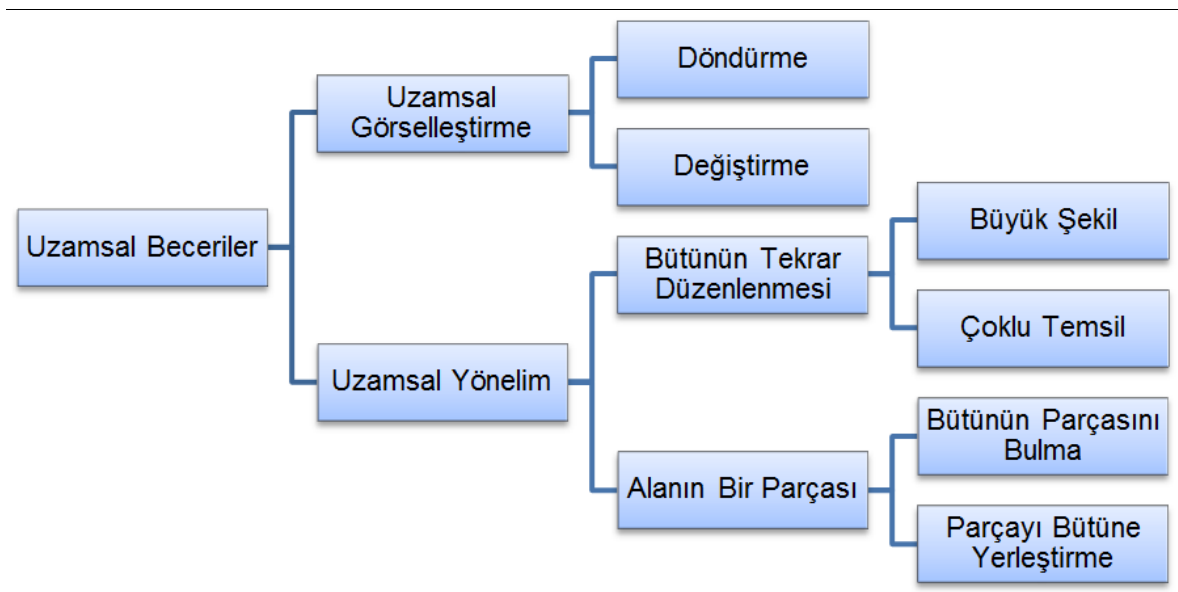 Uzamsal Beceriler
Uzamsal
Görselleştirme
Döndürme
Değiştirme
Uzamsal Yönelim
Bütünün Tekrar
Düzenlenmesi
Büyük Şekil
Çoklu Temsil
Alanın Bir Parçası
Bütünün Parçasını
Bulma
Parçayı Bütüne
Yerleştirme